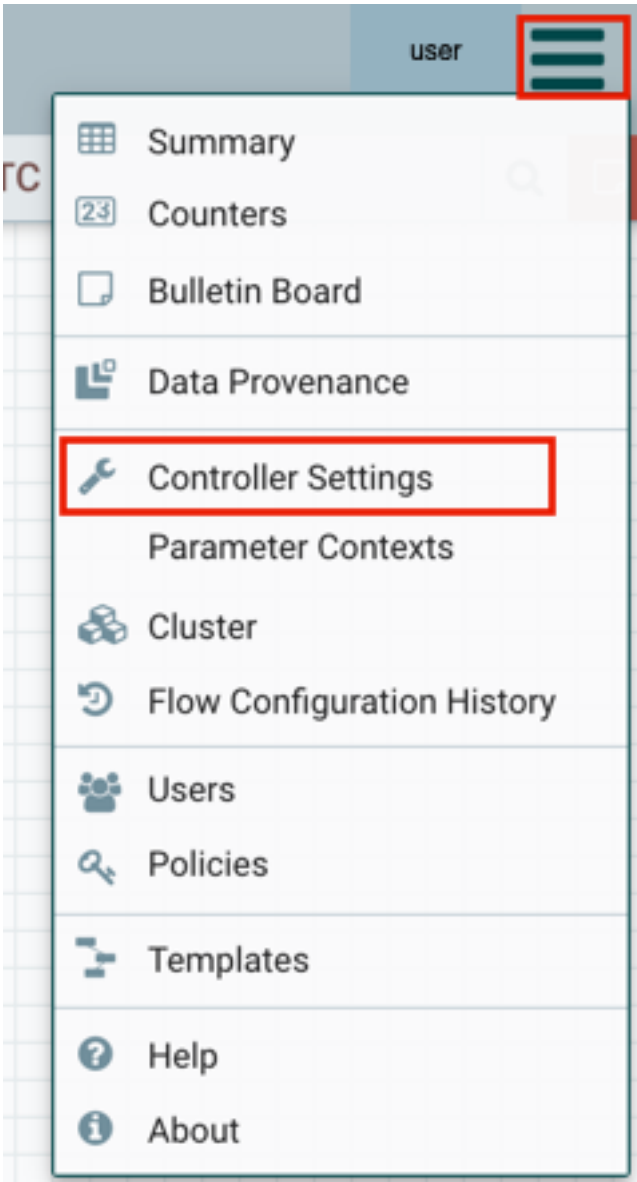 user
TC
Summary
23
Counters
Bulletin Board
Data Provenance
Controller Settings
Parameter Contexts
Cluster
Flow Configuration History
Users
Policies
Templates
Help
About